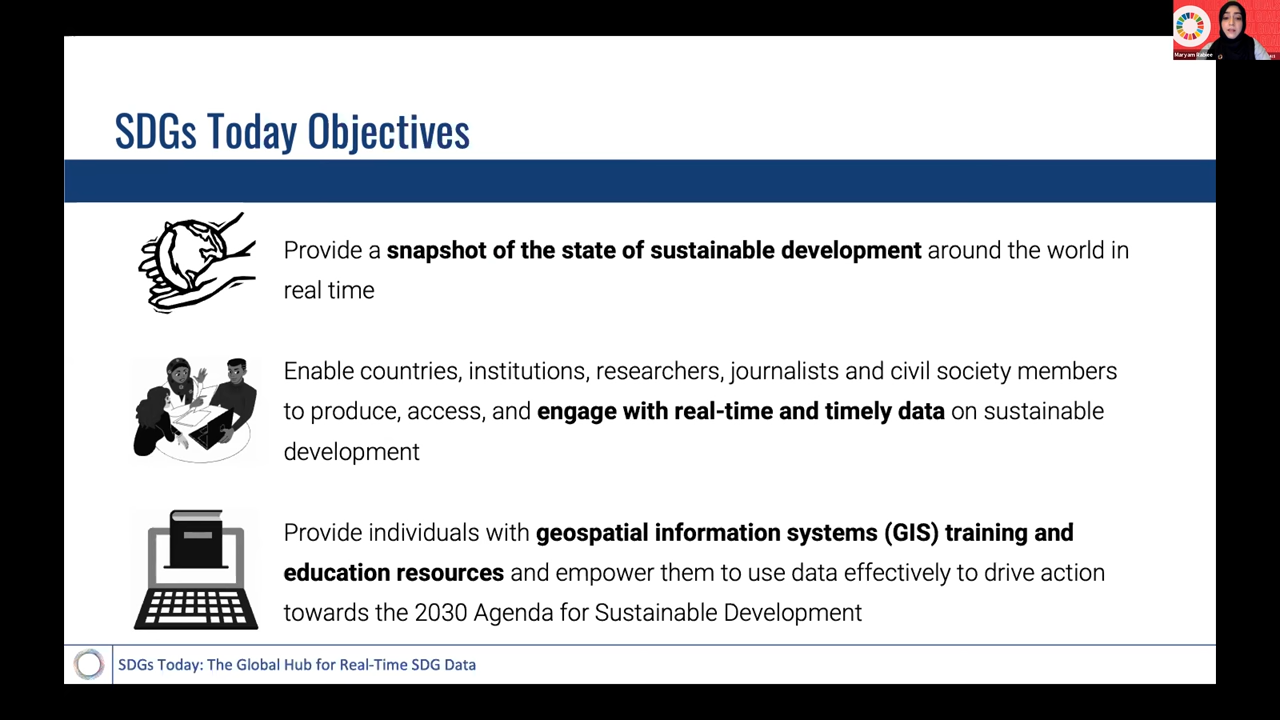 Maryam Rabiee
SDGs Today Objectives
Provide a snapshot of the state of sustainable development around the world in
real time
Enable countries, institutions, researchers, journalists and civil society members
to produce, access, and engage with real-time and timely data on sustainable
development
Provide individuals with geospatial information systems (GIS) training and
education resources and empower them to use data effectively to drive action
towards the 2030 Agenda for Sustainable Development
SDGs Today: The Global Hub for Real-Time SDG Data